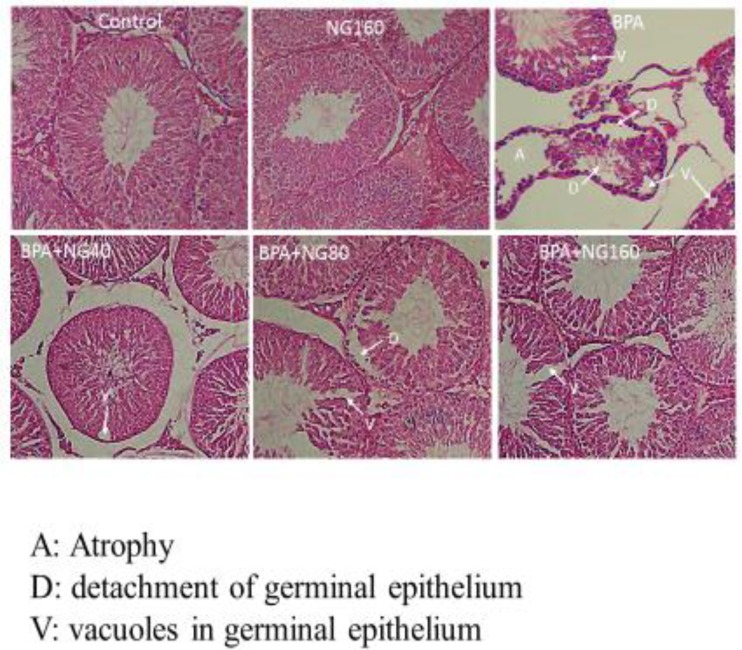 Control
NG160
BPA
V
D
A
V
D
BPA+NG40
BPA+NG80
BPA+NG160
D
V
V
V
A: Atrophy
D: detachment of germinal epithelium
V: vacuoles in germinal epithelium